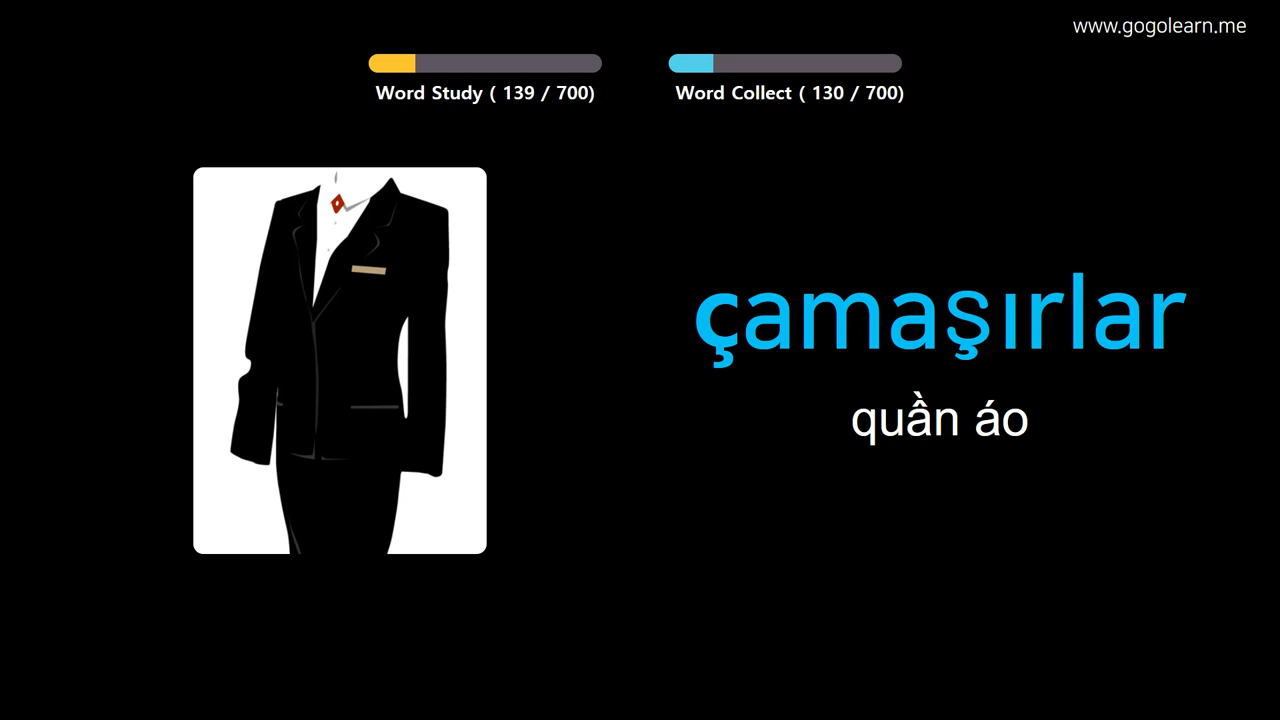 www.gogolearn.me
Word Study ( 139 / 700)
Word Collect ( 130 / 700)
çamaşırlar
quần áo